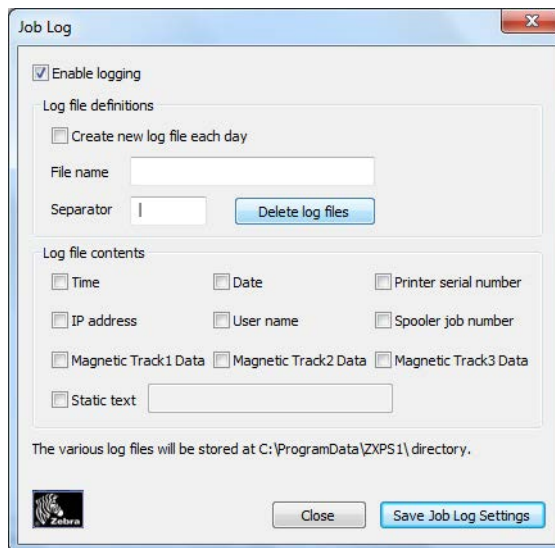 Job Log
Enable logging
Log file definitions
Create new log file each day
File name
Separator |
Delete log files
Log file contents
Time Date Printer serial number
IP address User name Spooler job number
Magnetic Track1 Data Magnetic Track2 Data Magnetic Track3 Data
Static text
The various log files will be stored at C:\ProgramData\ZXPS1\ directory.
Zebra
Close Save Job Log Settings